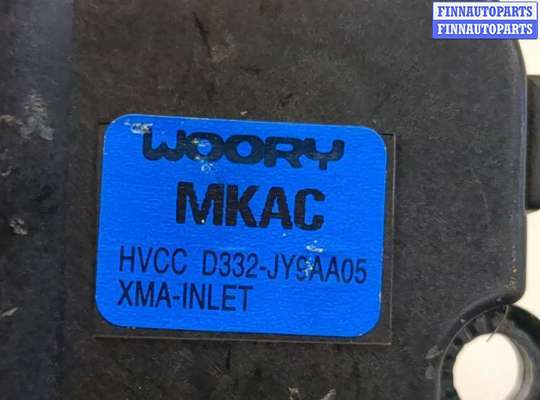 FINNAUTOPARTS
FINNAUTOPARTS
WOORY
MKAC
HVCC D332-JY9AA05
XMA-INLET